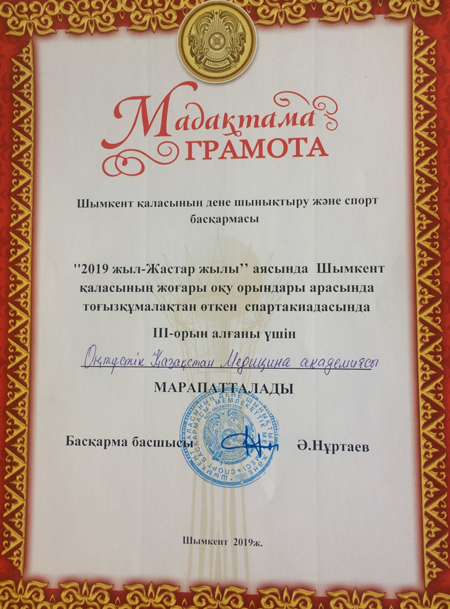 Мадақтама
ГРАМОТА
Шымкент қаласының дене шынықтыру және спорт
басқармасы
"2019 жыл-Жастар жылы’’ аясында Шымкент
қаласының жоғары оқу орындары арасында
тоғызқұмалақтан өткен спартакиадасында
III-орын алғаны үшін
Оңтүстік Қазақстан Медицина академиясы
МАРАПАТТАЛАДЫ
Басқарма басшысы Ә.Нұртаев
Шымкент 2019ж.